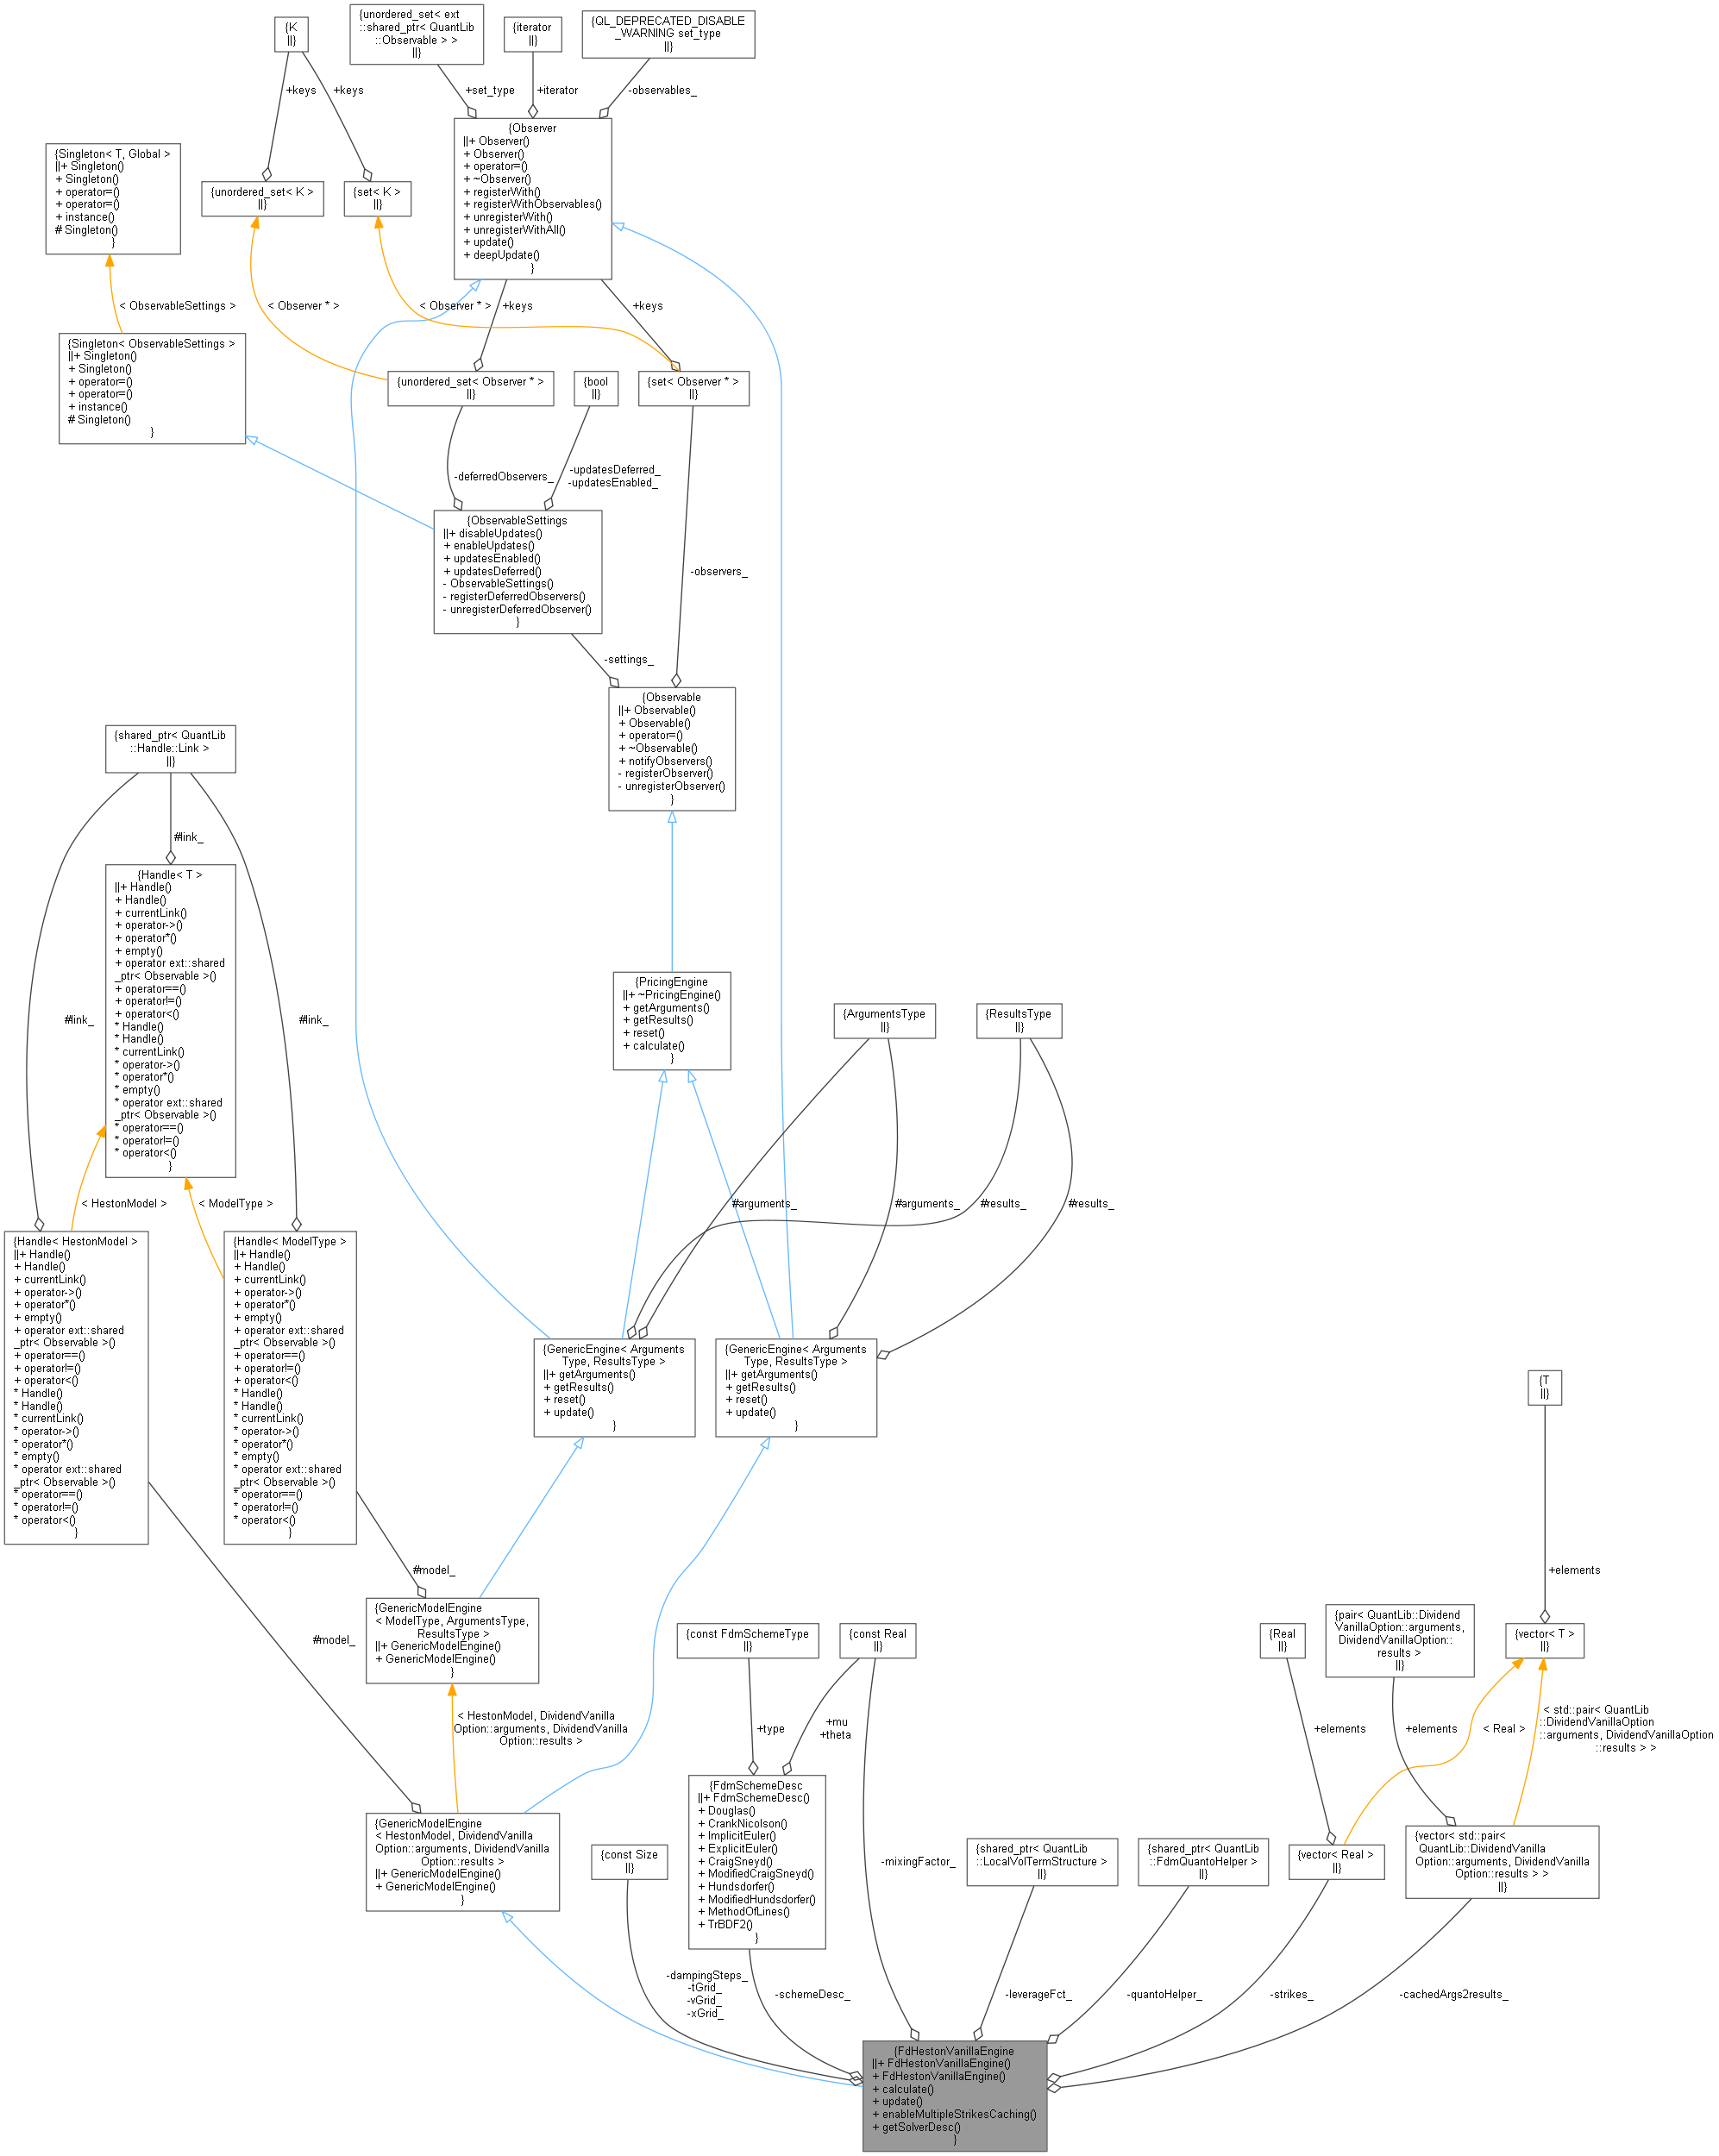 {K
||}
{unordered_set< ext
::shared_ptr< QuantLib
::Observable > >
||}
{iterator
||}
{QL_DEPRECATED_DISABLE
_WARNING set_type
||}
+keys
+keys
+set_type
+iterator
-observables_
{Singleton< T, Global >
||+ Singleton()
+ Singleton()
+ operator=()
+ operator=()
+ instance()
# Singleton()
}
{unordered_set< K >
||}
{set< K >
||}
{Observer
||+ Observer()
+ Observer()
+ operator=()
+ ~Observer()
+ registerWith()
+ registerWithObservables()
+ unregisterWith()
+ unregisterWithAll()
+ update()
+ deepUpdate()
}
< ObservableSettings >
< Observer * >
< Observer * >
+keys
+keys
{Singleton< ObservableSettings >
||+ Singleton()
+ Singleton()
+ operator=()
+ operator=()
+ instance()
# Singleton()
}
{unordered_set< Observer * >
||}
{bool
||}
{set< Observer * >
||}
-deferredObservers_
-updatesDeferred_
-updatesEnabled_
-observers_
{ObservableSettings
||+ disableUpdates()
+ enableUpdates()
+ updatesEnabled()
+ updatesDeferred()
- ObservableSettings()
- registerDeferredObservers()
- unregisterDeferredObserver()
}
-settings_
{Observable
||+ Observable()
+ Observable()
+ operator=()
+ ~Observable()
+ notifyObservers()
- registerObserver()
- unregisterObserver()
}
{shared_ptr< QuantLib
::Handle::Link >
||}
#link_
{Handle< T >
||+ Handle()
+ Handle()
+ currentLink()
+ operator->()
+ operator*()
+ empty()
+ operator ext::shared
_ptr< Observable >()
+ operator==()
+ operator!=()
+ operator<()
* Handle()
* Handle()
* currentLink()
* operator->()
* operator*()
* empty()
* operator ext::shared
_ptr< Observable >()
* operator==()
* operator!=()
* operator<()
}
#link_
#link_
{PricingEngine
||+ ~PricingEngine()
+ getArguments()
+ getResults()
+ reset()
+ calculate()
}
{ArgumentsType
||}
{ResultsType
||}
< HestonModel >
< ModelType >
#arguments_
#arguments_
#results_
#results_
{Handle< HestonModel >
||+ Handle()
+ Handle()
+ currentLink()
+ operator->()
+ operator*()
+ empty()
+ operator ext::shared
_ptr< Observable >()
+ operator==()
+ operator!=()
+ operator<()
* Handle()
* Handle()
* currentLink()
* operator->()
* operator*()
* empty()
* operator ext::shared
_ptr< Observable >()
* operator==()
* operator!=()
* operator<()
}
{Handle< ModelType >
||+ Handle()
+ Handle()
+ currentLink()
+ operator->()
+ operator*()
+ empty()
+ operator ext::shared
_ptr< Observable >()
+ operator==()
+ operator!=()
+ operator<()
* Handle()
* Handle()
* currentLink()
* operator->()
* operator*()
* empty()
* operator ext::shared
_ptr< Observable >()
* operator==()
* operator!=()
* operator<()
}
{GenericEngine< Arguments
Type, ResultsType >
||+ getArguments()
+ getResults()
+ reset()
+ update()
}
{GenericEngine< Arguments
Type, ResultsType >
||+ getArguments()
+ getResults()
+ reset()
+ update()
}
{T
||}
#model_
+elements
#model_
{GenericModelEngine
< ModelType, ArgumentsType,
ResultsType >
||+ GenericModelEngine()
+ GenericModelEngine()
}
{const FdmSchemeType
||}
{const Real
||}
{Real
||}
{pair< QuantLib::Dividend
VanillaOption::arguments,
DividendVanillaOption::
results >
||}
{vector< T >
||}
< HestonModel, DividendVanilla
Option::arguments, DividendVanilla
Option::results >
+type
+mu
+theta
+elements
+elements
< Real >
< std::pair< QuantLib
::DividendVanillaOption
::arguments, DividendVanillaOption
::results > >
{GenericModelEngine
< HestonModel, DividendVanilla
Option::arguments, DividendVanilla
Option::results >
||+ GenericModelEngine()
+ GenericModelEngine()
}
{const Size
||}
{FdmSchemeDesc
||+ FdmSchemeDesc()
+ Douglas()
+ CrankNicolson()
+ ImplicitEuler()
+ ExplicitEuler()
+ CraigSneyd()
+ ModifiedCraigSneyd()
+ Hundsdorfer()
+ ModifiedHundsdorfer()
+ MethodOfLines()
+ TrBDF2()
}
-mixingFactor_
{shared_ptr< QuantLib
::LocalVolTermStructure >
||}
{shared_ptr< QuantLib
::FdmQuantoHelper >
||}
{vector< Real >
||}
{vector< std::pair<
QuantLib::DividendVanilla
Option::arguments, DividendVanilla
Option::results > >
||}
-dampingSteps_
-tGrid_
-vGrid_
-xGrid_
-schemeDesc_
-leverageFct_
-quantoHelper_
-strikes_
-cachedArgs2results_
{FdHestonVanillaEngine
||+ FdHestonVanillaEngine()
+ FdHestonVanillaEngine()
+ calculate()
+ update()
+ enableMultipleStrikesCaching()
+ getSolverDesc()
}